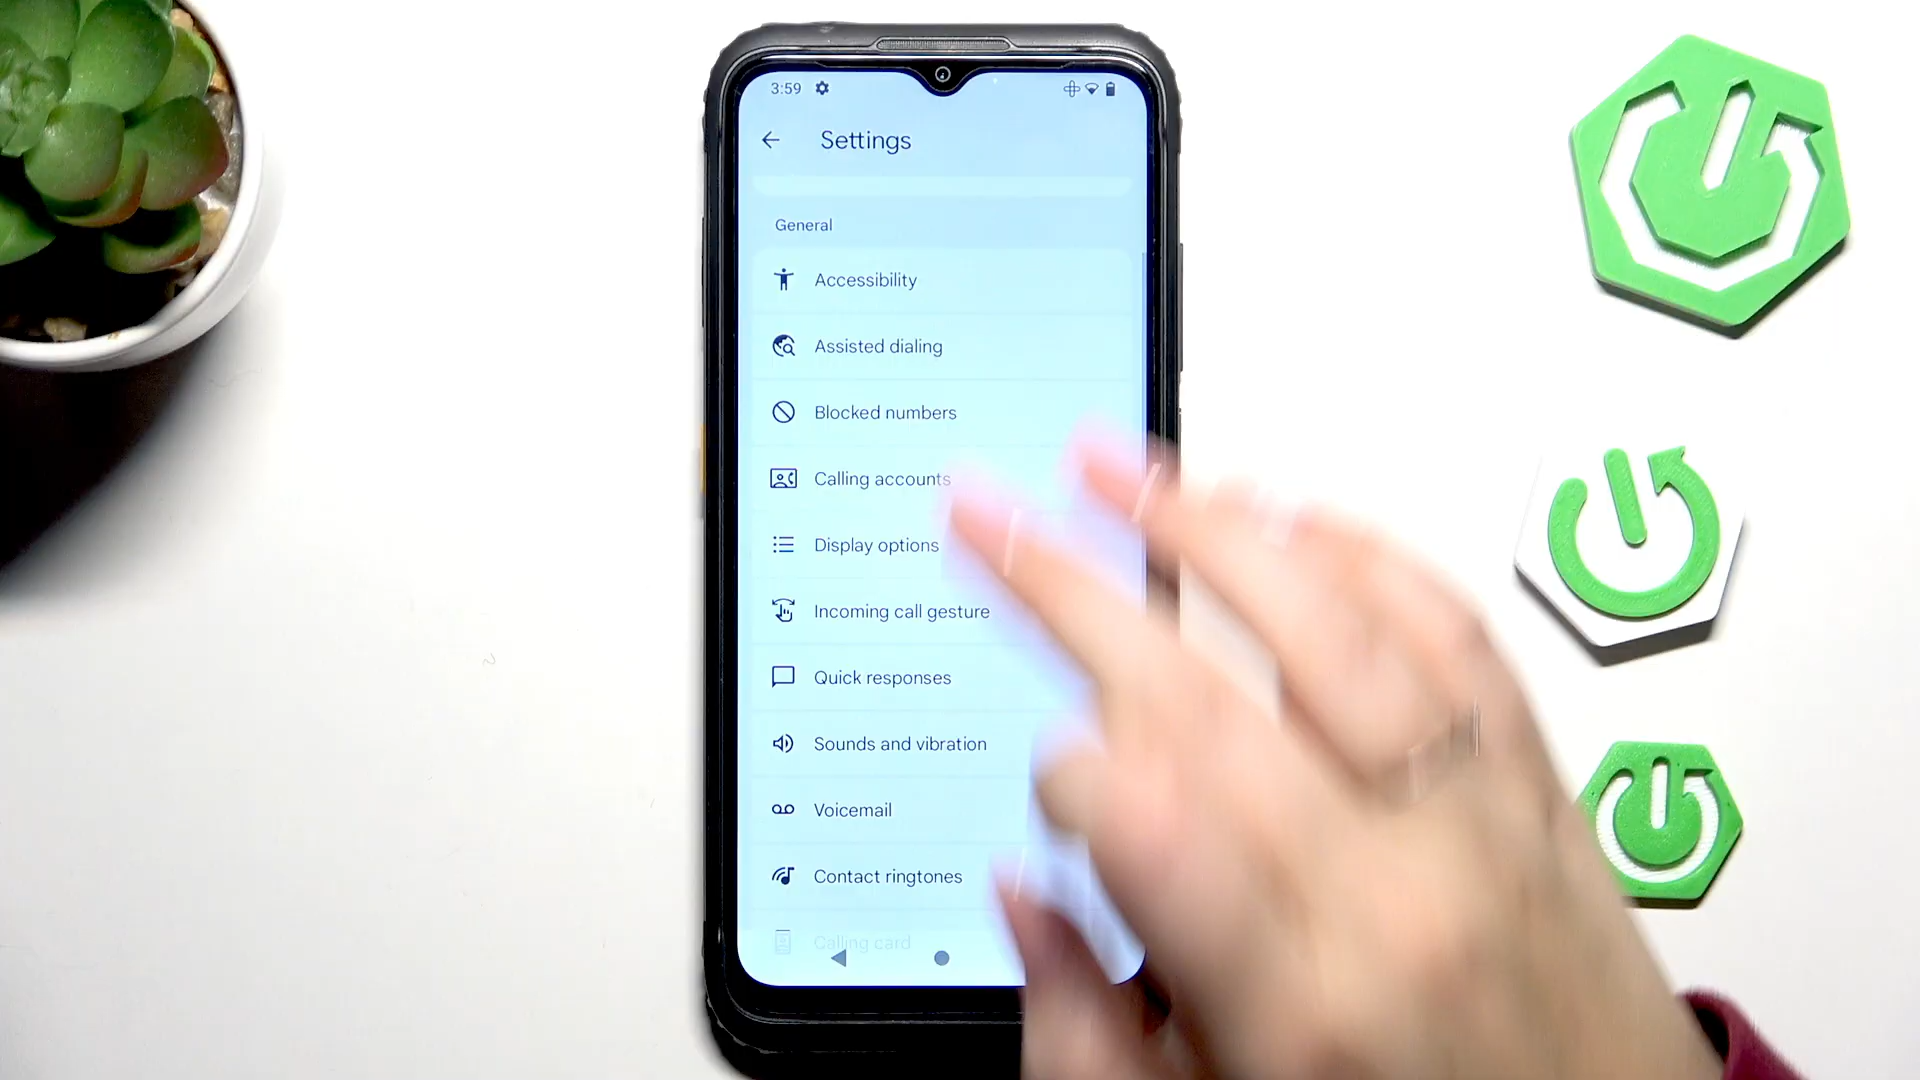 3:59
Settings
General
Accessibility
Assisted dialing
Blocked numbers
Calling accounts
Display options
Incoming call gesture
Quick responses
Sounds and vibration
Voicemail
Contact ringtones
Calling card